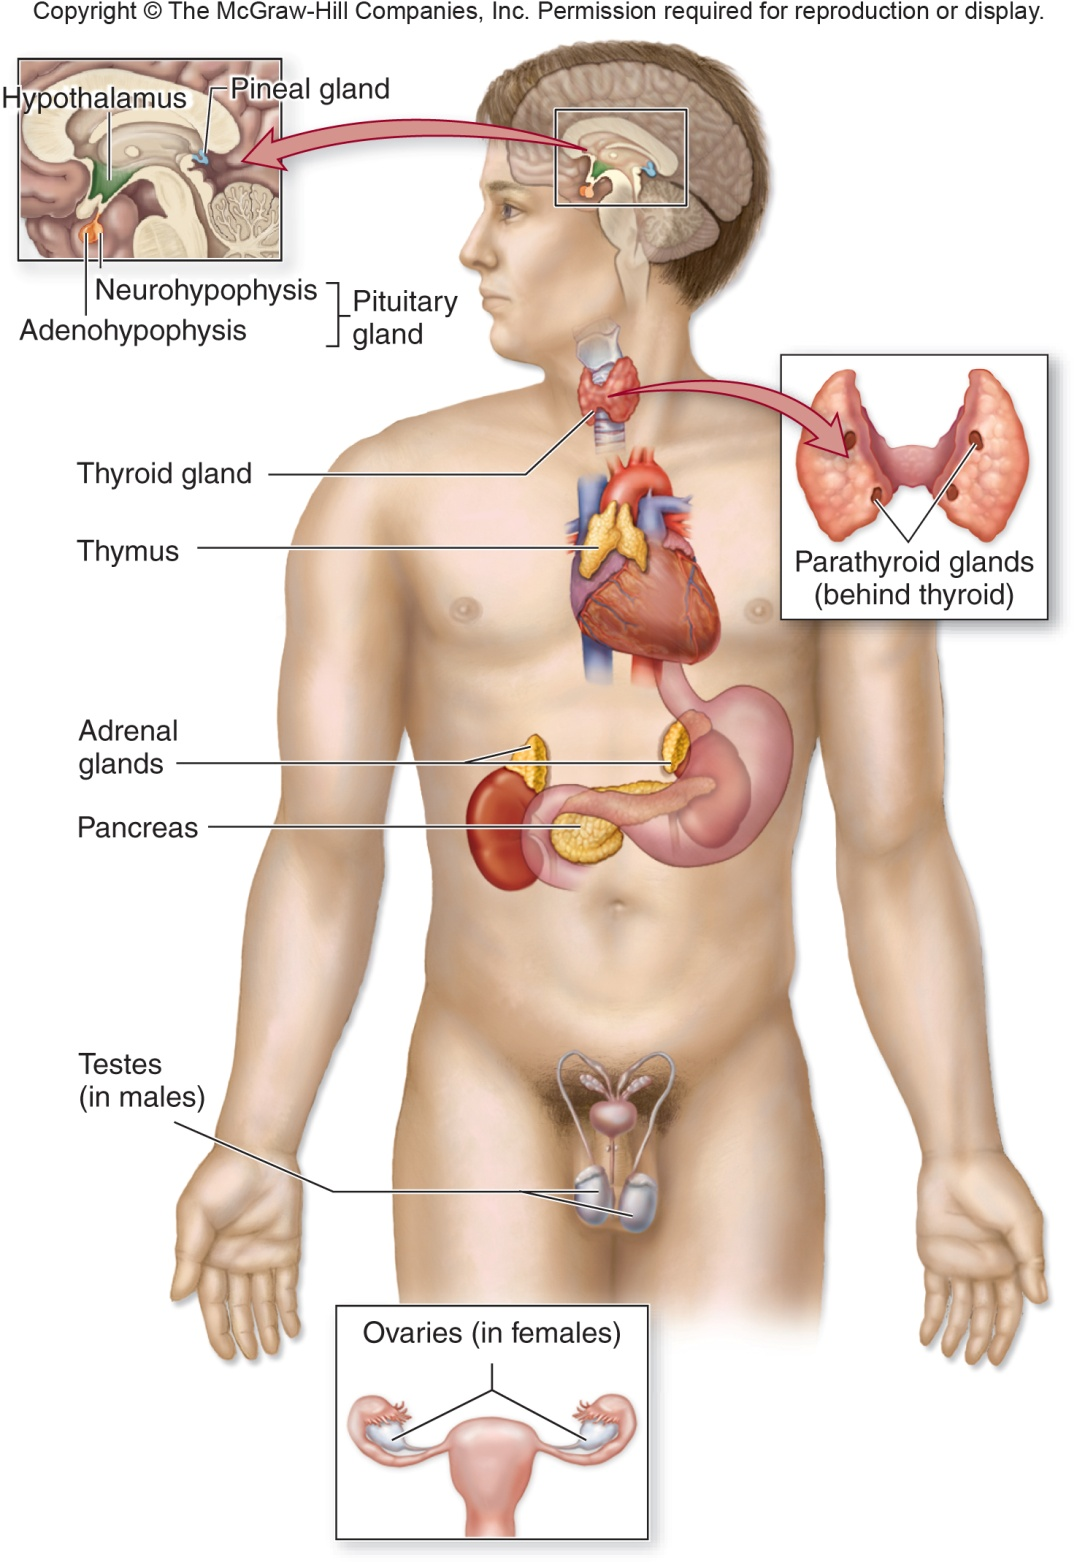 Copyright © The McGraw-Hill Companies, Inc. Permission required for reproduction or display.
Hypothalamus
Pineal gland
Neurohypophysis
Adenohypophysis
Pituitary
gland
Thyroid gland
Thymus
Parathyroid glands
(behind thyroid)
Adrenal
glands
Pancreas
Testes
(in males)
Ovaries (in females)